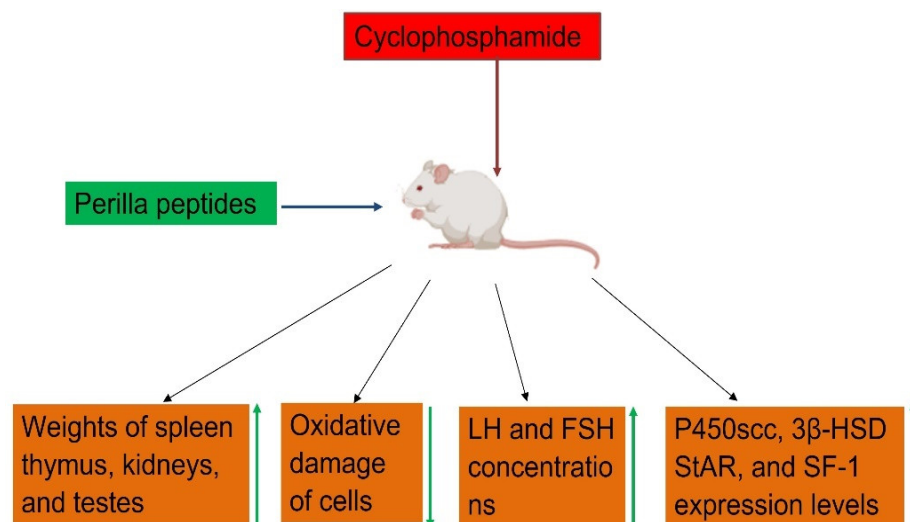 Cyclophosphamide
Perilla peptides
Weights of spleen
thymus, kidneys,
and testes
Oxidative
damage
of cells
LH and FSH
concentratio
ns
P450scc, 3β-HSD
StAR, and SF-1
expression levels